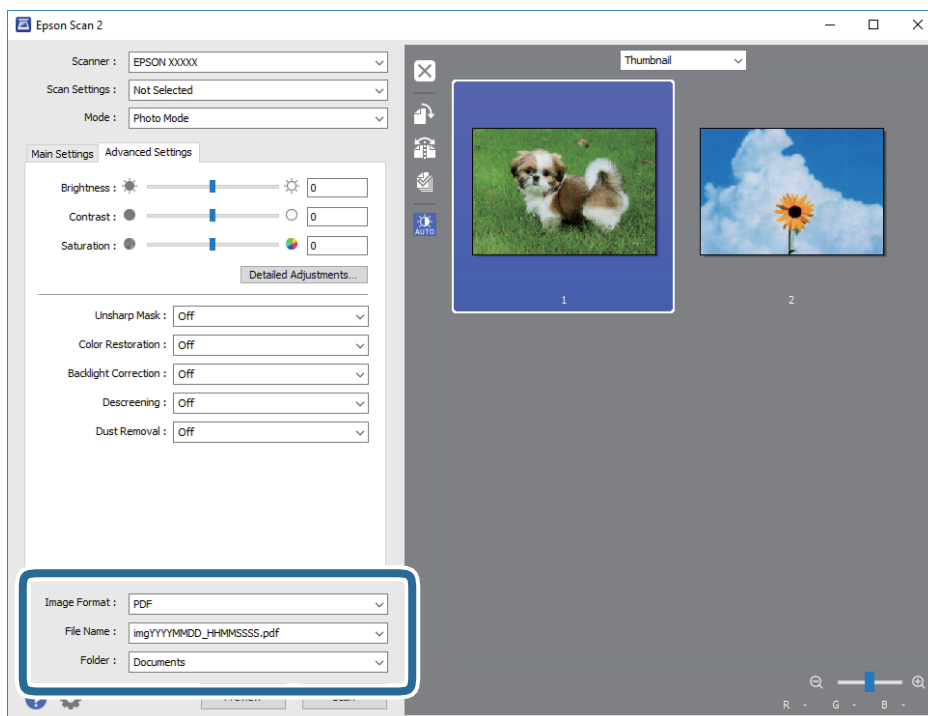 Epson Scan 2
Scanner : EPSON XXXXX
Scan Settings : Not Selected
Mode : Photo Mode
Main Settings Advanced Settings
Brightness : 0
Contrast : 0
Saturation : 0
Detailed Adjustments...
Unsharp Mask : Off
Color Restoration : Off
Backlight Correction : Off
Descreening : Off
Dust Removal : Off
Image Format : PDF
File Name : imgYYYYMMDD_HHMMSSSS.pdf
Folder : Documents
Thumbnail
AUTO
1
2
R - G - B -